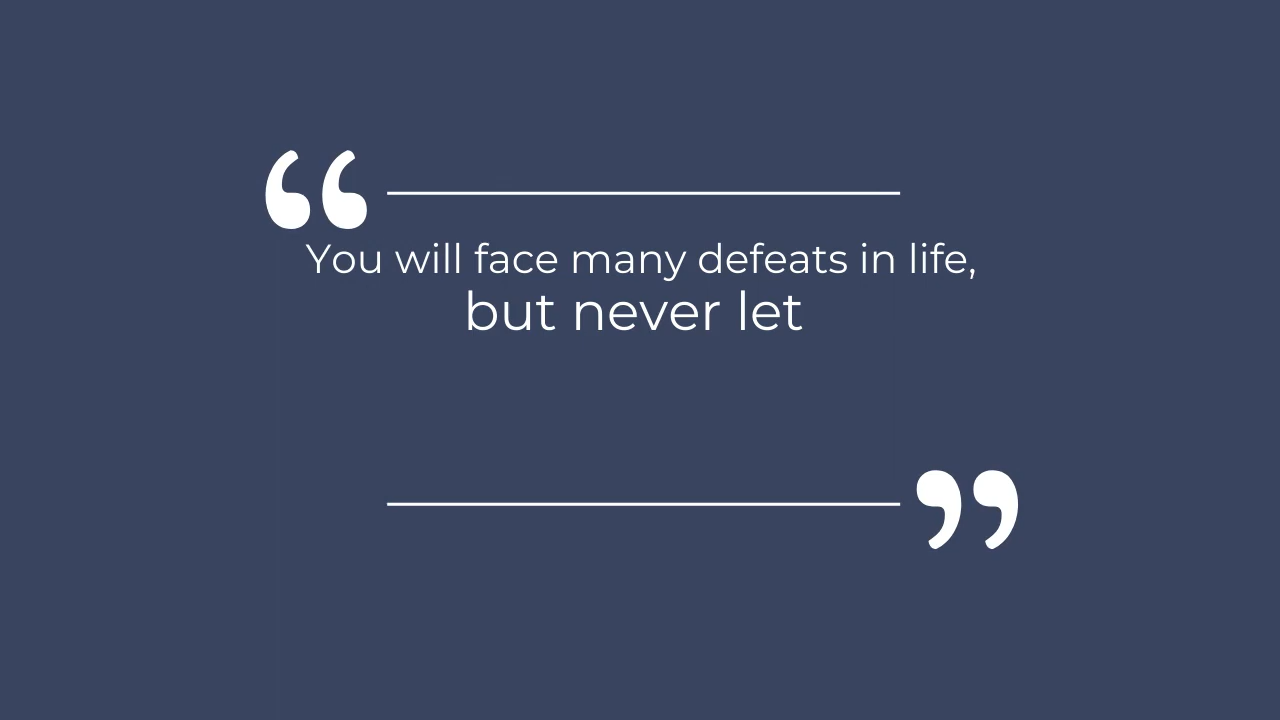 “
You will face many defeats in life,
but never let
”